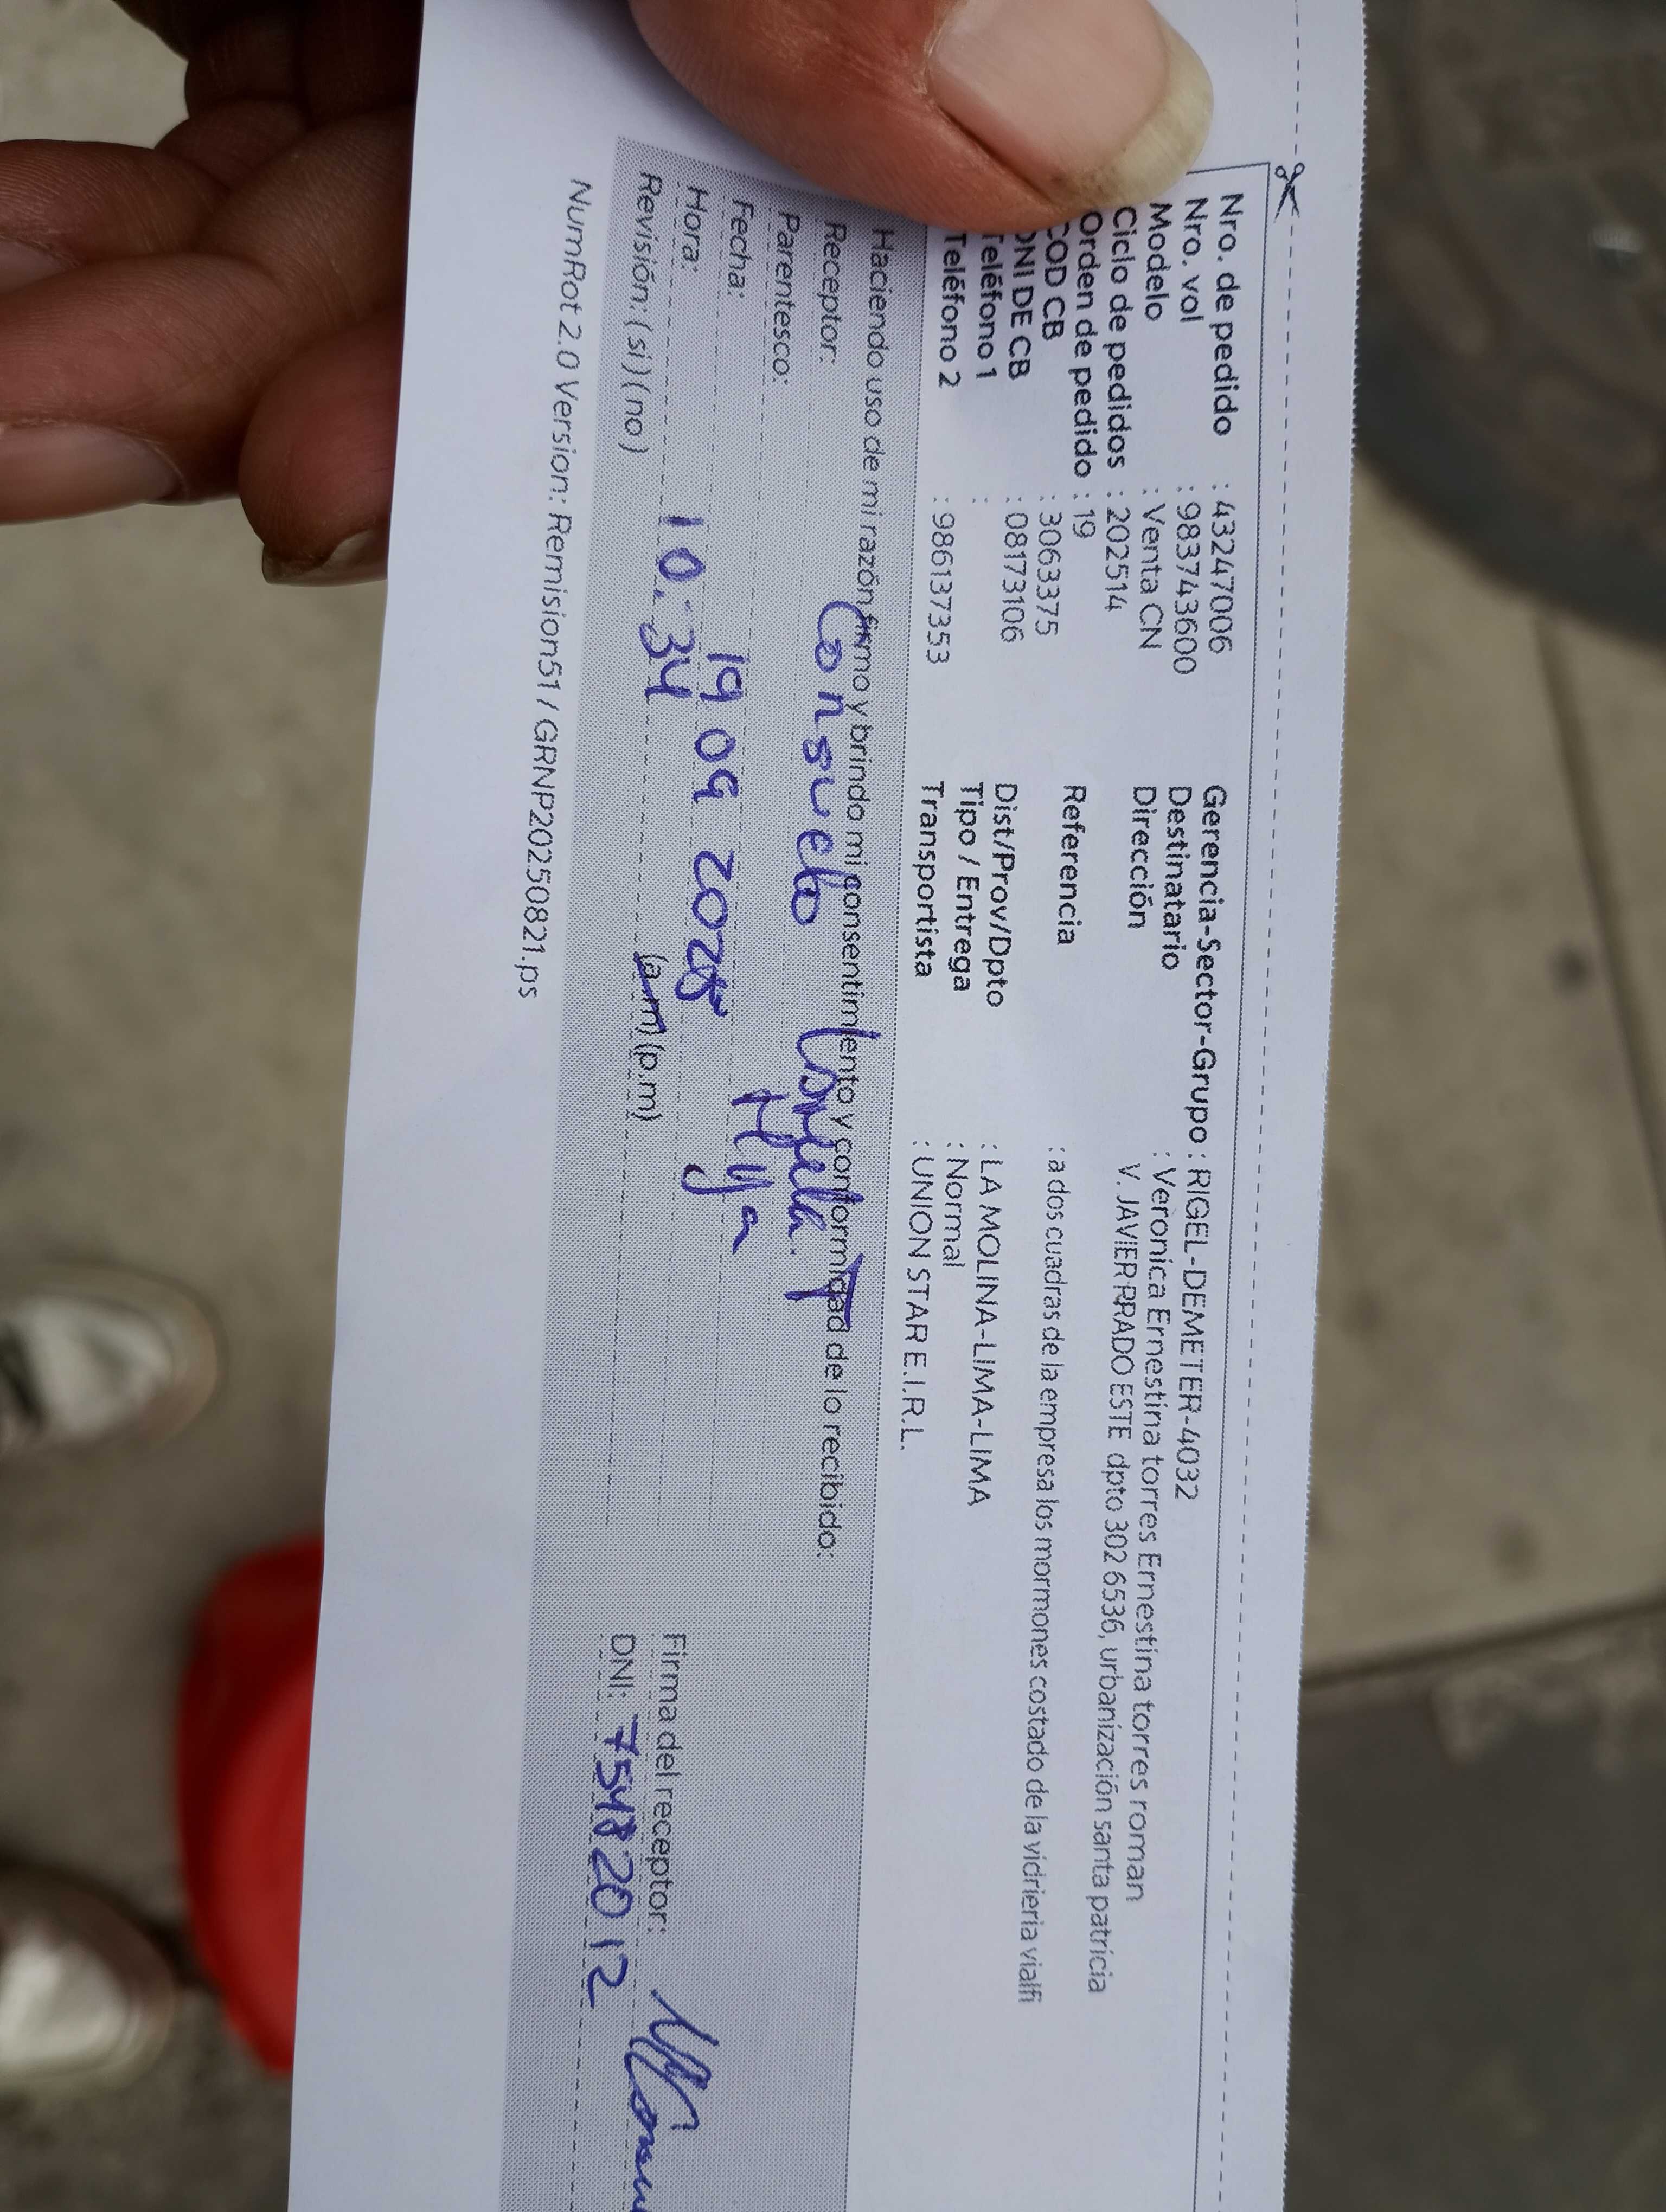 Nro. de pedido : 43247006
Nro. vol : 983743600
Modelo : Venta CN
Ciclo de pedidos : 202514
Orden de pedido : 19
COD CB : 3063375
DNI DE CB : 08173106
Teléfono 1 :
Teléfono 2 : 986137353
Gerencia-Sector-Grupo : RIGEL-DEMETER-4032
Destinatario : Veronica Ernestina torres Ernestina torres roman
Dirección V. JAVIER PRADO ESTE dpto 302 6536, urbanización santa patricia
Referencia : a dos cuadras de la empresa los mormones costado de la vidrieria vialfi
Dist/Prov/Dpto : LA MOLINA-LIMA-LIMA
Tipo / Entrega : Normal
Transportista : UNION STAR E.I.R.L.
Haciendo uso de mi razón firmo y brindo mi consentimiento y conformidad de lo recibido:
Receptor: Consuelo
Parentesco: Hija
Fecha: 19 09 2025
Hora: 10:34 (a.m) (p.m)
Revisión: (si) (no)
Firma del receptor:
DNI: 75482012
NumRot 2.0 Version: Remision51 / GRNP20250821.ps